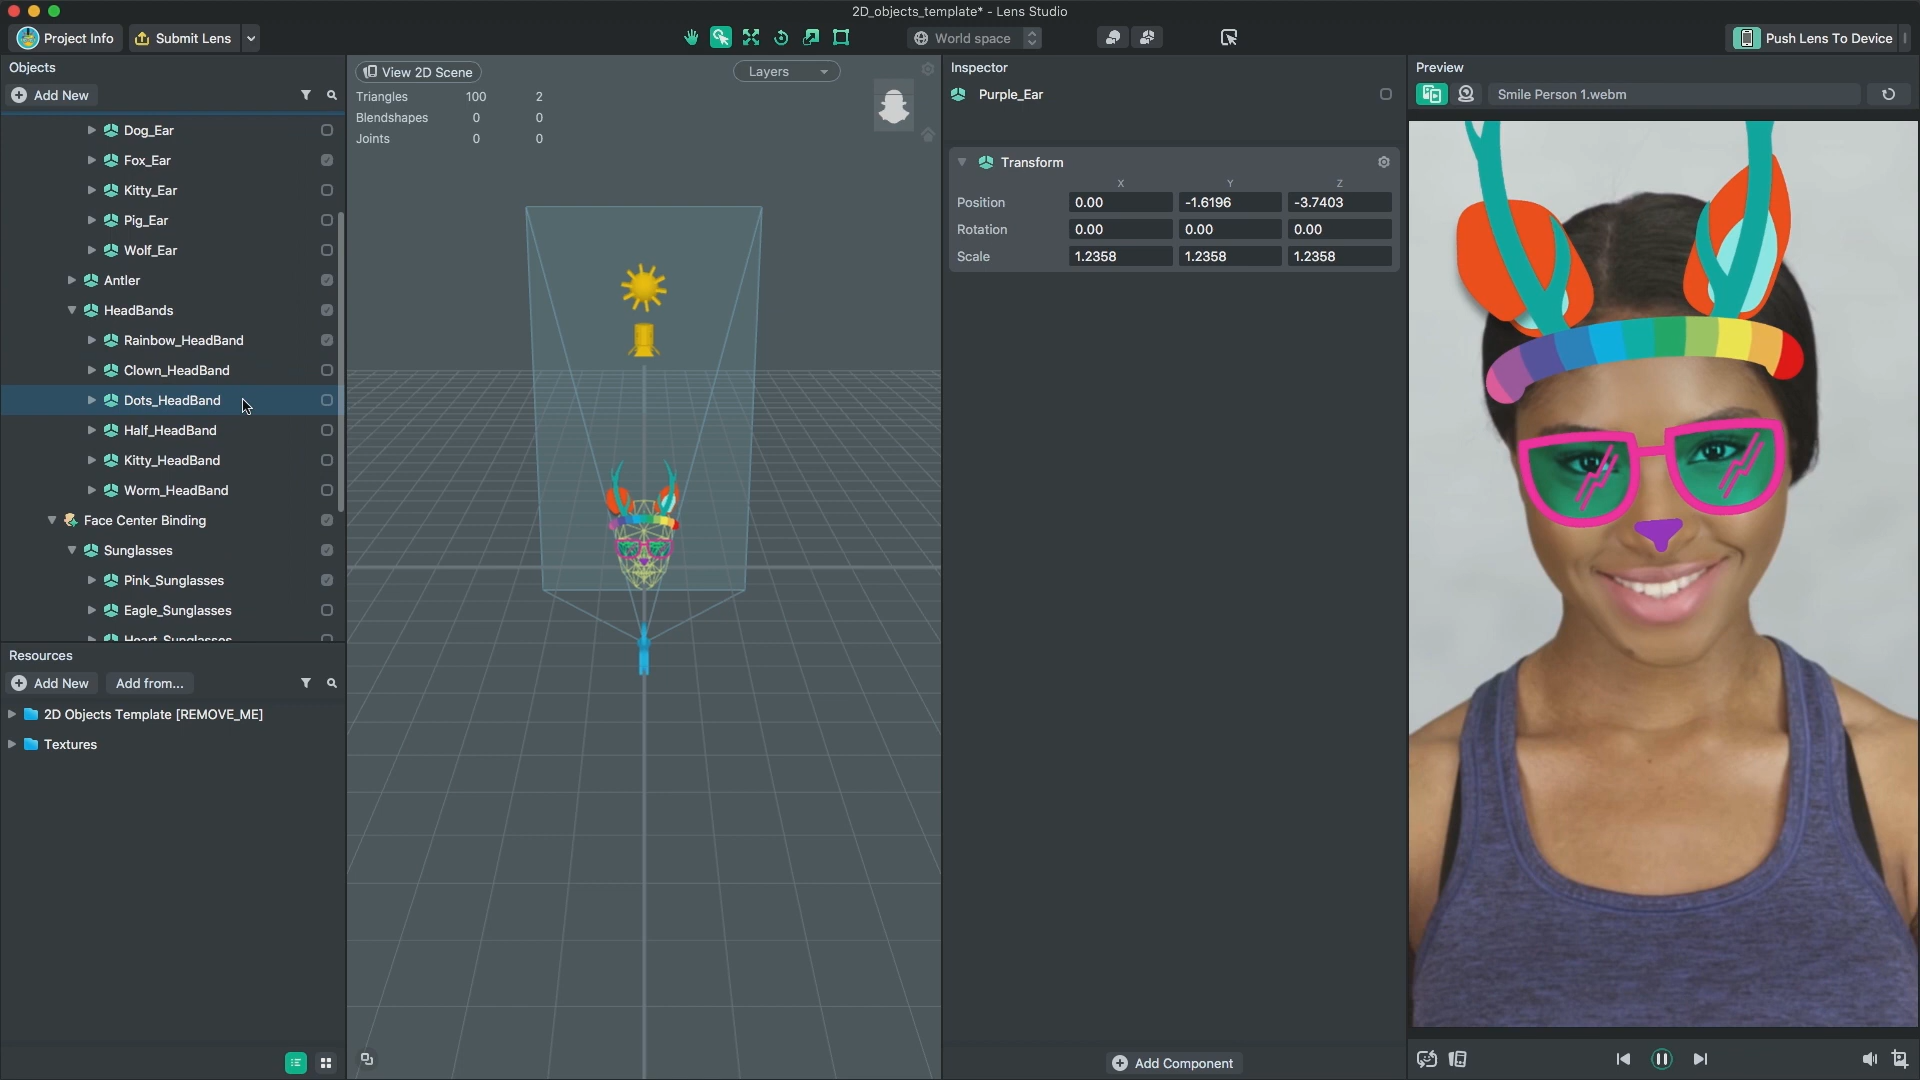 2D_objects_template* - Lens Studio
Project Info
Submit Lens
World space
Push Lens To Device
Objects
Add New
Dog_Ear
Fox_Ear
Kitty_Ear
Pig_Ear
Wolf_Ear
Antler
HeadBands
Rainbow_HeadBand
Clown_HeadBand
Dots_HeadBand
Half_HeadBand
Kitty_HeadBand
Worm_HeadBand
Face Center Binding
Sunglasses
Pink_Sunglasses
Eagle_Sunglasses
Heart_Sunglasses
Resources
Add New
Add from...
2D Objects Template [REMOVE_ME]
Textures
View 2D Scene
Layers
Triangles 100 2
Blendshapes 0 0
Joints 0 0
Inspector
Purple_Ear
Transform
X Y Z
Position 0.00 -1.6196 -3.7403
Rotation 0.00 0.00 0.00
Scale 1.2358 1.2358 1.2358
Add Component
Preview
Smile Person 1.webm